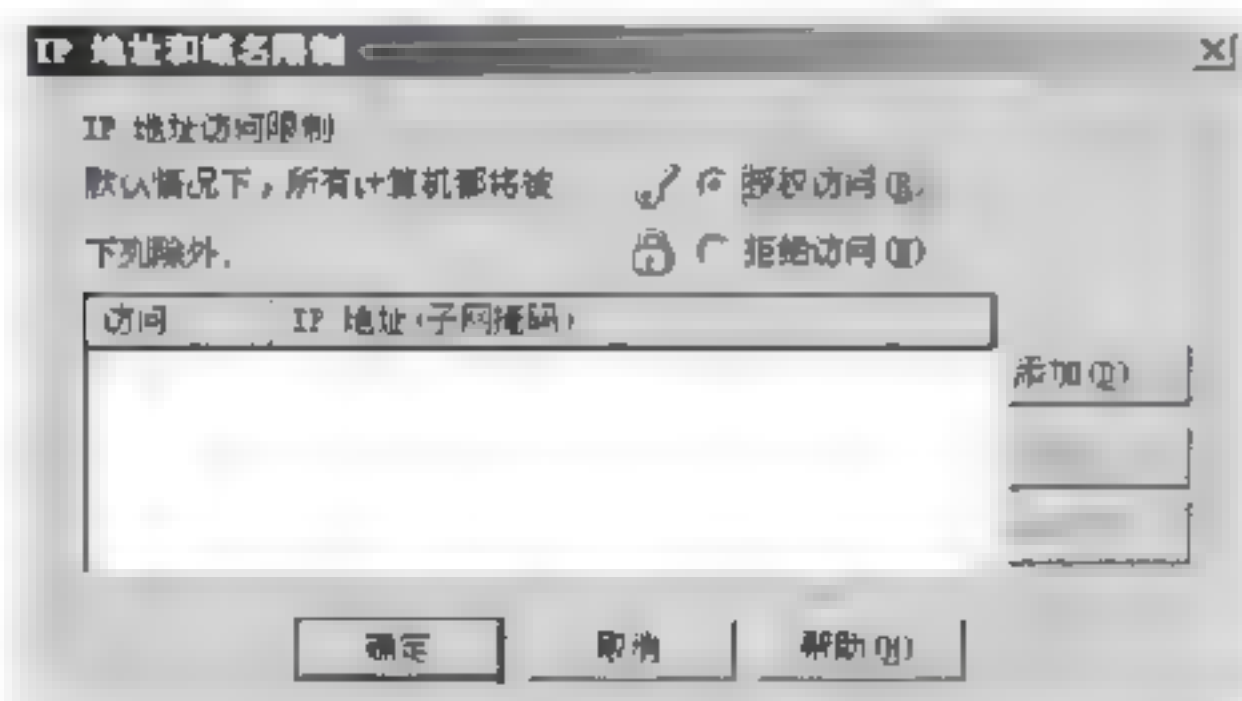 IP 地址和域名限制
IP 地址访问限制
默认情况下,所有计算机都将被
授权访问(R)
下列除外:
拒绝访问(N)
访问
IP 地址(子网掩码)
添加(D)
确定
取消
帮助(H)